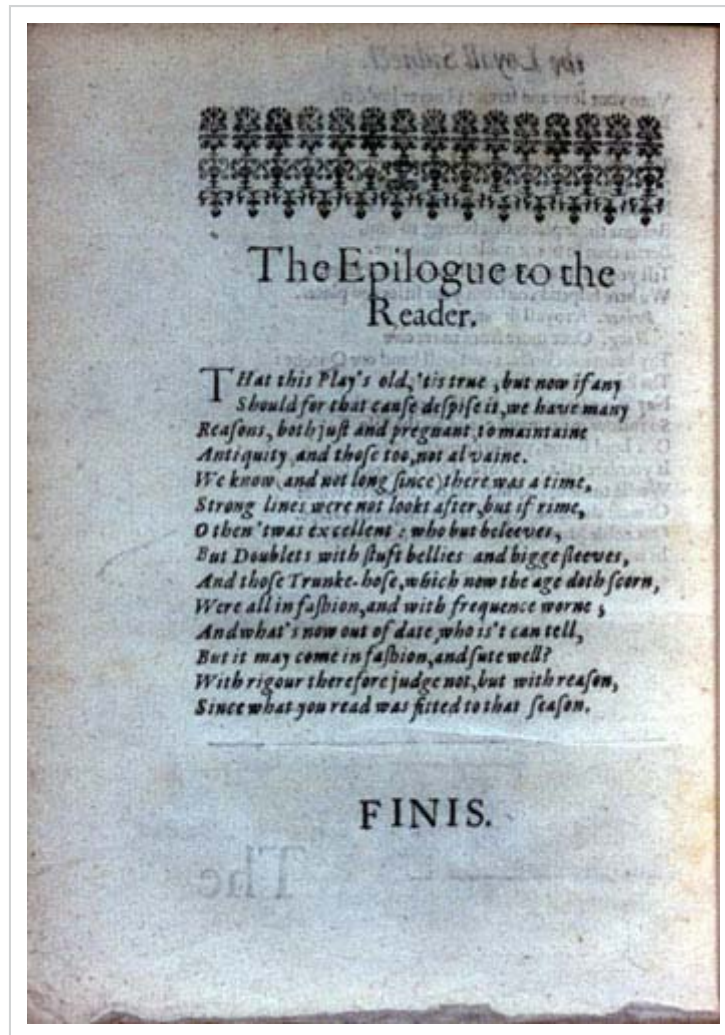 The Epilogue to the
Reader.
THat this Play's old, 'tis true, but now if any
Should for that cauſe deſpiſe it, we have many
Reaſons, both juſt and pregnant, to maintaine
Antiquity, and thoſe too, not al vaine.
We know (and not long ſince) there was a time,
Strong lines were not lookt after, but if rime,
O then 'twas excellent: who but beleeves,
But Doublets with ſtuft bellies and bigge ſleeves,
And thoſe Trunke-hoſe, which now the age doth ſcorn,
Were all in faſhion, and with frequence worne;
And what's now out of date, who is't can tell,
But it may come in faſhion, and ſute well?
With rigour therefore judge not, but with reaſon,
Since what you read was fitted to that ſeaſon.
FINIS.